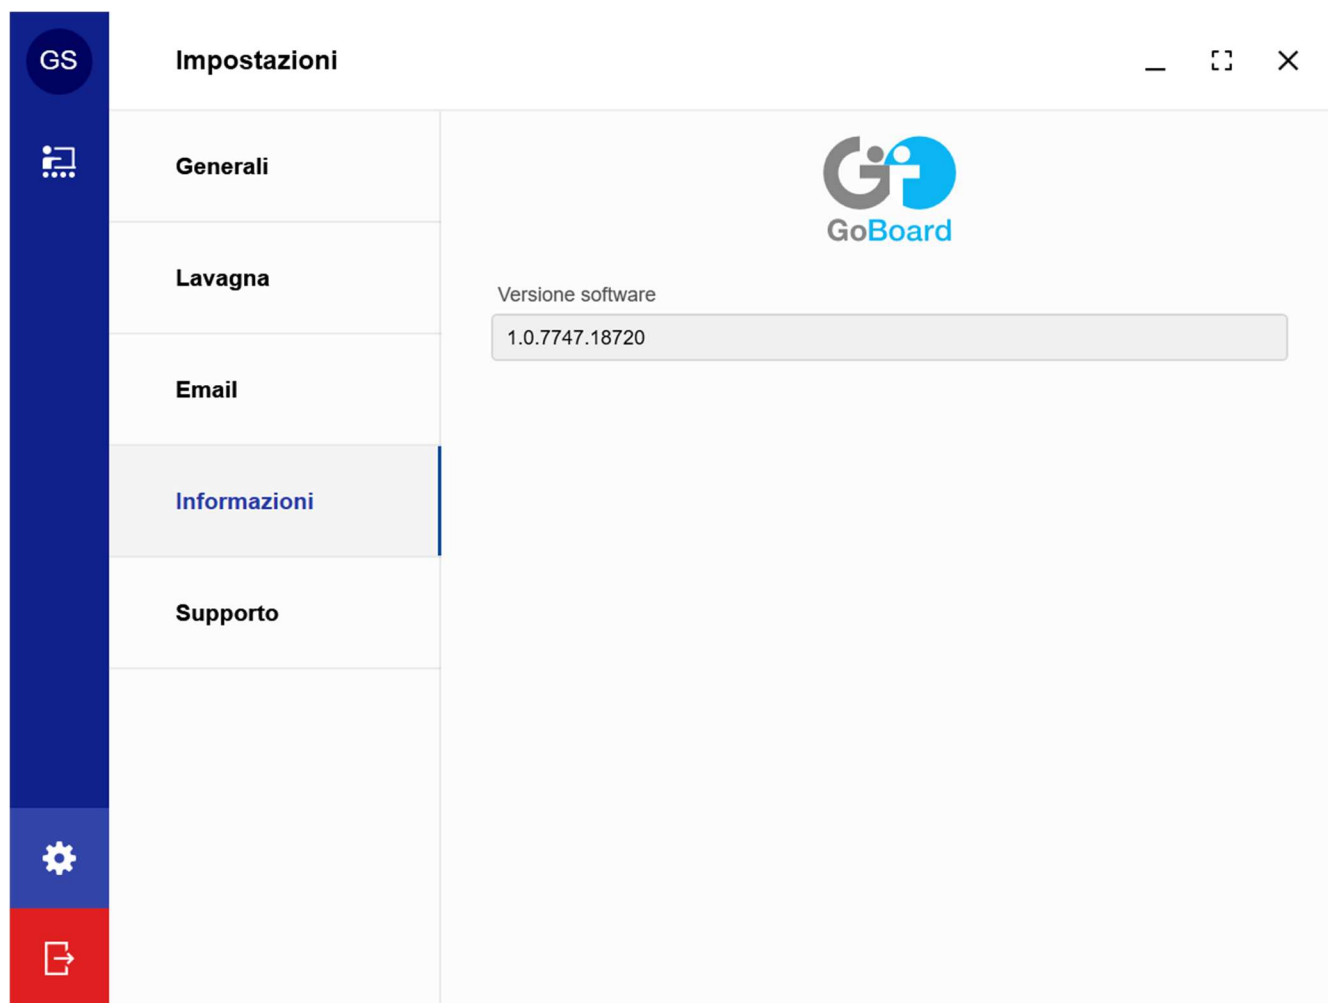 GS
Impostazioni
Generali
Lavagna
Email
Informazioni
Supporto
GoBoard
Versione software
1.0.7747.18720